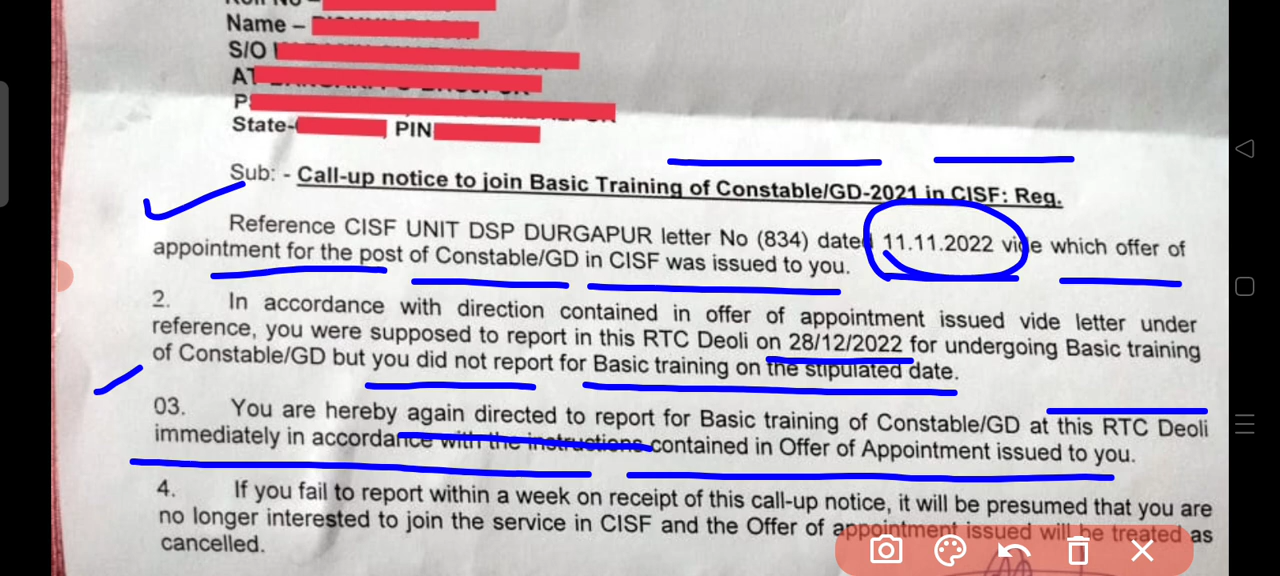 Roll No –
Name –
S/O
AT
P
State- PIN
Sub: - Call-up notice to join Basic Training of Constable/GD-2021 in CISF: Reg.
Reference CISF UNIT DSP DURGAPUR letter No (834) dated 11.11.2022 vide which offer of
appointment for the post of Constable/GD in CISF was issued to you.
2. In accordance with direction contained in offer of appointment issued vide letter under
reference, you were supposed to report in this RTC Deoli on 28/12/2022 for undergoing Basic training
of Constable/GD but you did not report for Basic training on the stipulated date.
03. You are hereby again directed to report for Basic training of Constable/GD at this RTC Deoli
immediately in accordance with the instructions contained in Offer of Appointment issued to you.
4. If you fail to report within a week on receipt of this call-up notice, it will be presumed that you are
no longer interested to join the service in CISF and the Offer of appointment issued will be treated as
cancelled.